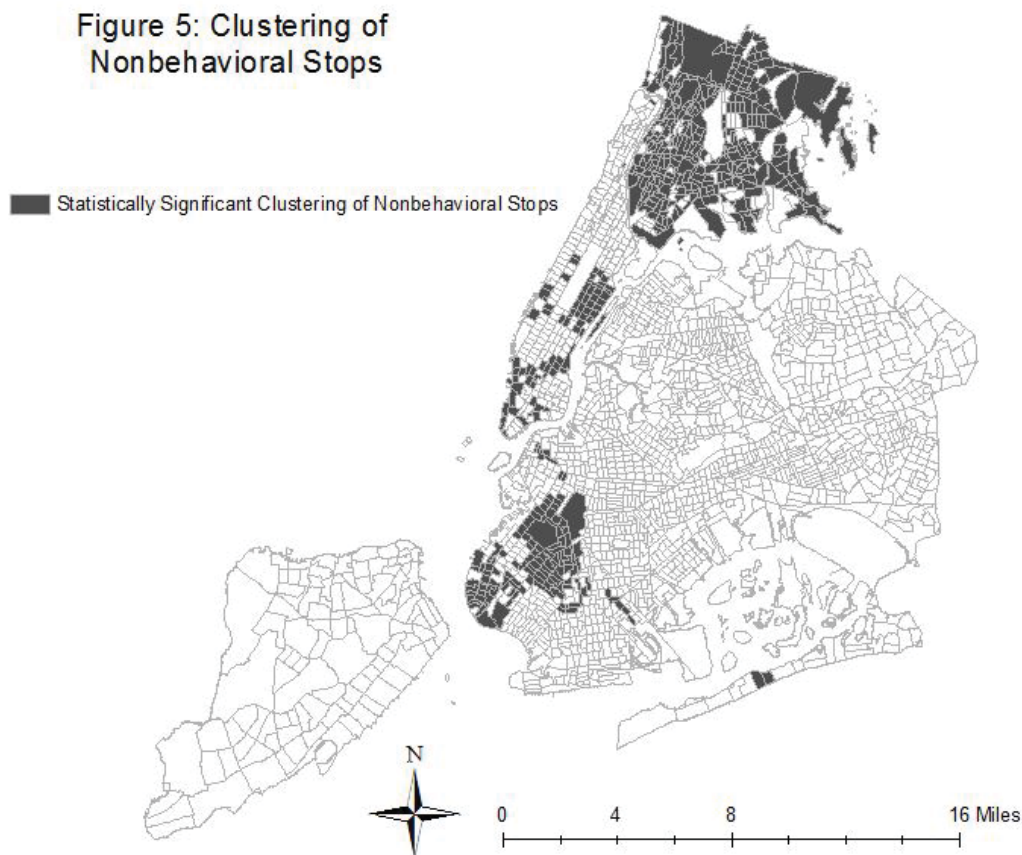 Figure 5: Clustering of
Nonbehavioral Stops
Statistically Significant Clustering of Nonbehavioral Stops
N
0 4 8 16 Miles